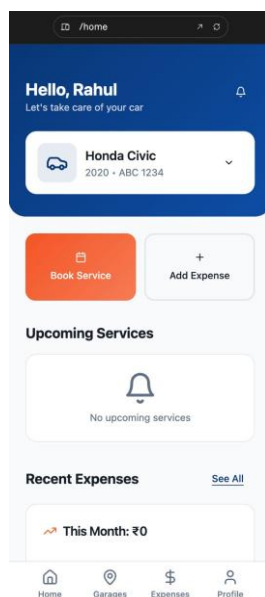 /home
Hello, Rahul
Let's take care of your car
Honda Civic
2020 • ABC 1234
Book Service
Add Expense
Upcoming Services
No upcoming services
Recent Expenses
See All
This Month: ₹0
Home
Garages
Expenses
Profile